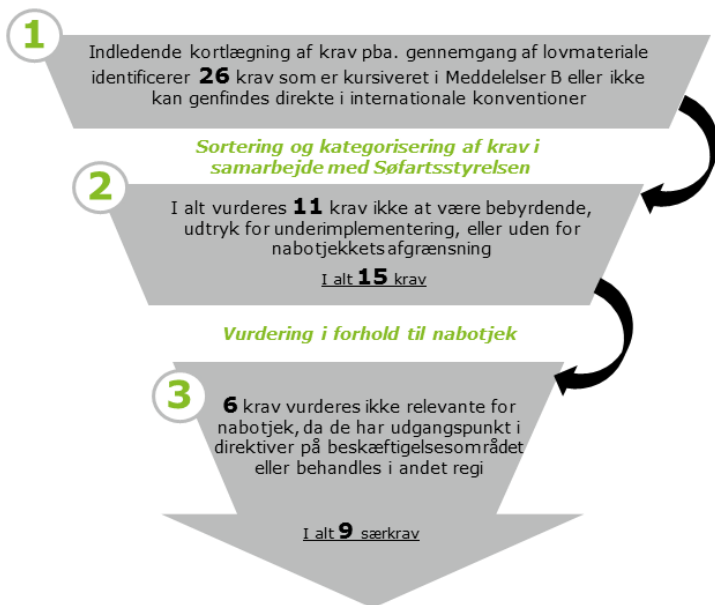 1
Indledende kortlægning af krav pba. gennemgang af lovmateriale
identificerer 26 krav som er kursiveret i Meddelelser B eller ikke
kan genfindes direkte i internationale konventioner
Sortering og kategorisering af krav i
samarbejde med Søfartsstyrelsen
2
I alt vurderes 11 krav ikke at være bebyrdende,
udtryk for underimplementering, eller uden for
nabotjekkets afgrænsning
I alt 15 krav
Vurdering i forhold til nabotjek
3
6 krav vurderes ikke relevante for
nabotjek, da de har udgangspunkt i
direktiver på beskæftigelsesområdet
eller behandles i andet regi
I alt 9 særkrav